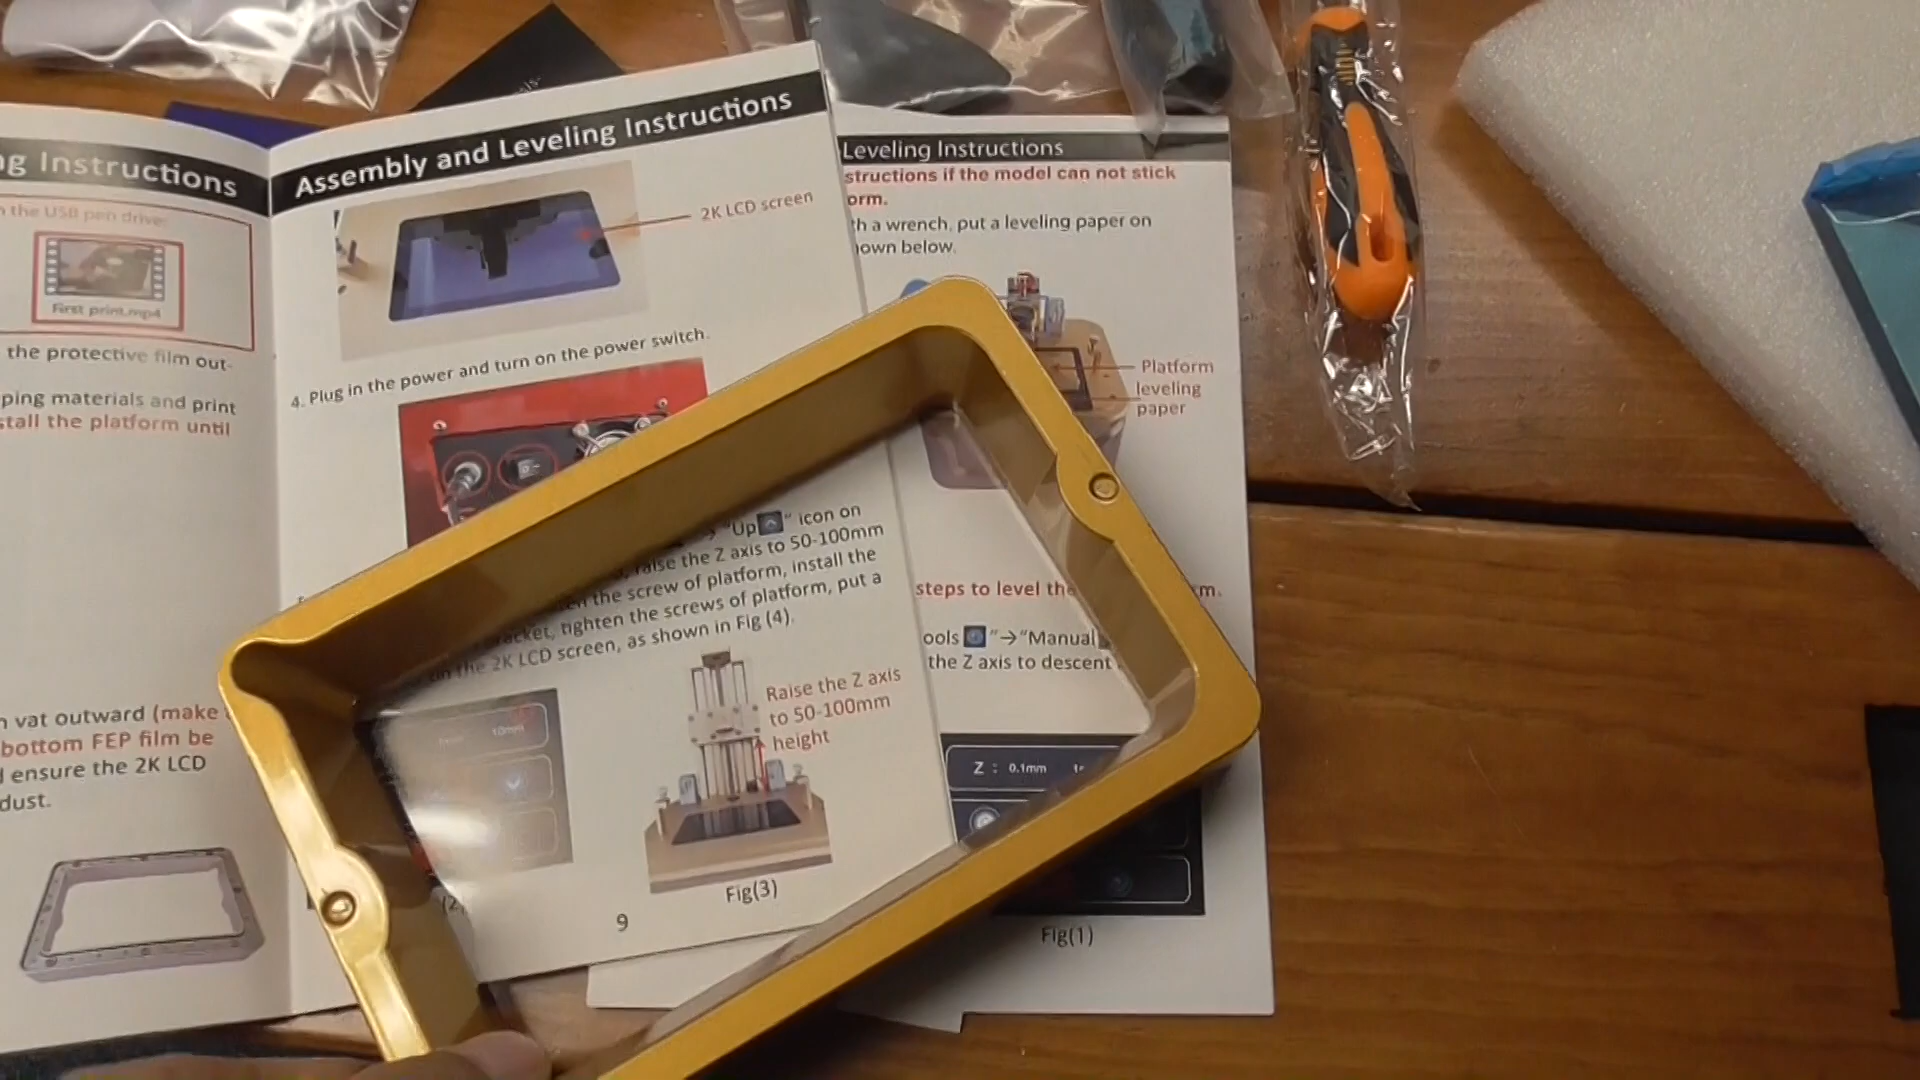 ng Instructions
n the USB pen drive
First print.mp4
the protective film out-
ping materials and print
stall the platform until
n vat outward (make
bottom FEP film be
d ensure the 2K LCD
dust.
Assembly and Leveling Instructions
2K LCD screen
4. Plug in the power and turn on the power switch.
"Up" icon on
raise the Z axis to 50-100mm
the screw of platform, install the
bracket, tighten the screws of platform, put a
on the 2K LCD screen, as shown in Fig (4).
10mm
Raise the Z axis
to 50-100mm
height
(2)
Fig(3)
9
Leveling Instructions
structions if the model can not stick
orm.
th a wrench, put a leveling paper on
own below.
Platform
leveling
paper
steps to level the m.
ools "→"Manual
the Z axis to descent
Z : 0.1mm
Fig(1)